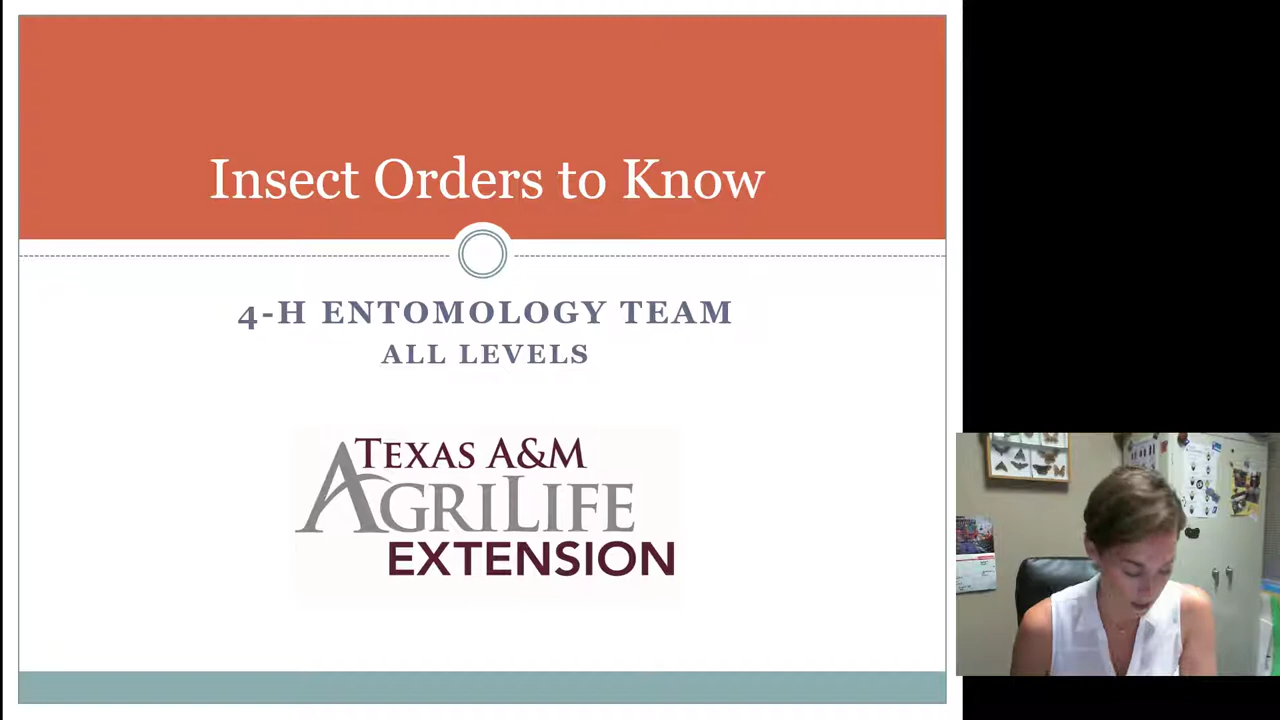 Insect Orders to Know
4-H ENTOMOLOGY TEAM
ALL LEVELS
TEXAS A&M
AGRILIFE
EXTENSION